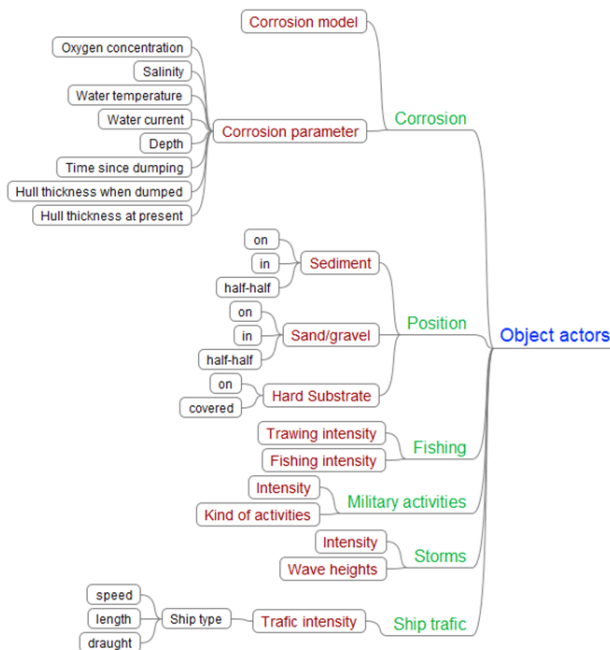 Corrosion model
Oxygen concentration
Salinity
Water temperature
Water current
Depth
Time since dumping
Hull thickness when dumped
Hull thickness at present
Corrosion parameter
Corrosion
on
in
half-half
Sediment
on
in
half-half
Sand/gravel
on
covered
Hard Substrate
Position
Object actors
Trawing intensity
Fishing intensity
Fishing
Intensity
Kind of activities
Military activities
Intensity
Wave heights
Storms
speed
length
draught
Ship type
Trafic intensity
Ship trafic